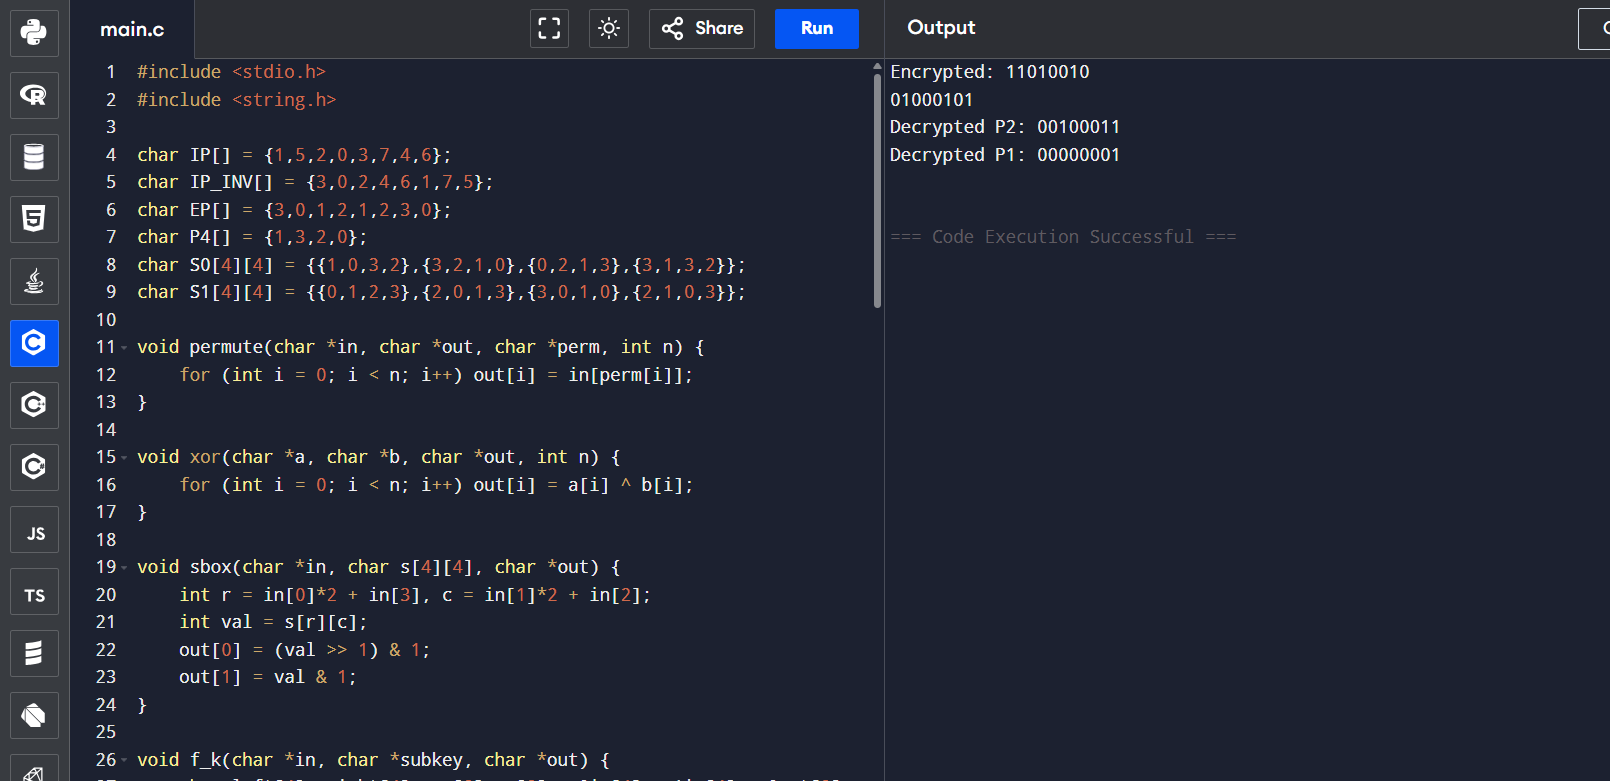 main.c
Share
Run
Output
1 #include <stdio.h>
2 #include <string.h>
3
4 char IP[] = {1,5,2,0,3,7,4,6};
5 char IP_INV[] = {3,0,2,4,6,1,7,5};
6 char EP[] = {3,0,1,2,1,2,3,0};
7 char P4[] = {1,3,2,0};
8 char S0[4][4] = {{1,0,3,2},{3,2,1,0},{0,2,1,3},{3,1,3,2}};
9 char S1[4][4] = {{0,1,2,3},{2,0,1,3},{3,0,1,0},{2,1,0,3}};
10
11 void permute(char *in, char *out, char *perm, int n) {
12 for (int i = 0; i < n; i++) out[i] = in[perm[i]];
13 }
14
15 void xor(char *a, char *b, char *out, int n) {
16 for (int i = 0; i < n; i++) out[i] = a[i] ^ b[i];
17 }
18
19 void sbox(char *in, char s[4][4], char *out) {
20 int r = in[0]*2 + in[3], c = in[1]*2 + in[2];
21 int val = s[r][c];
22 out[0] = (val >> 1) & 1;
23 out[1] = val & 1;
24 }
25
26 void f_k(char *in, char *subkey, char *out) {
Encrypted: 11010010
01000101
Decrypted P2: 00100011
Decrypted P1: 00000001
=== Code Execution Successful ===
R
5
C
C
C
JS
TS